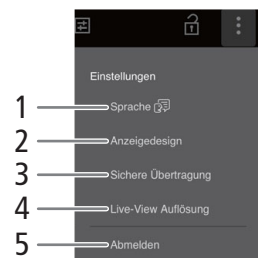 Einstellungen
1 Sprache
2 Anzeigedesign
3 Sichere Übertragung
4 Live-View Auflösung
5 Abmelden